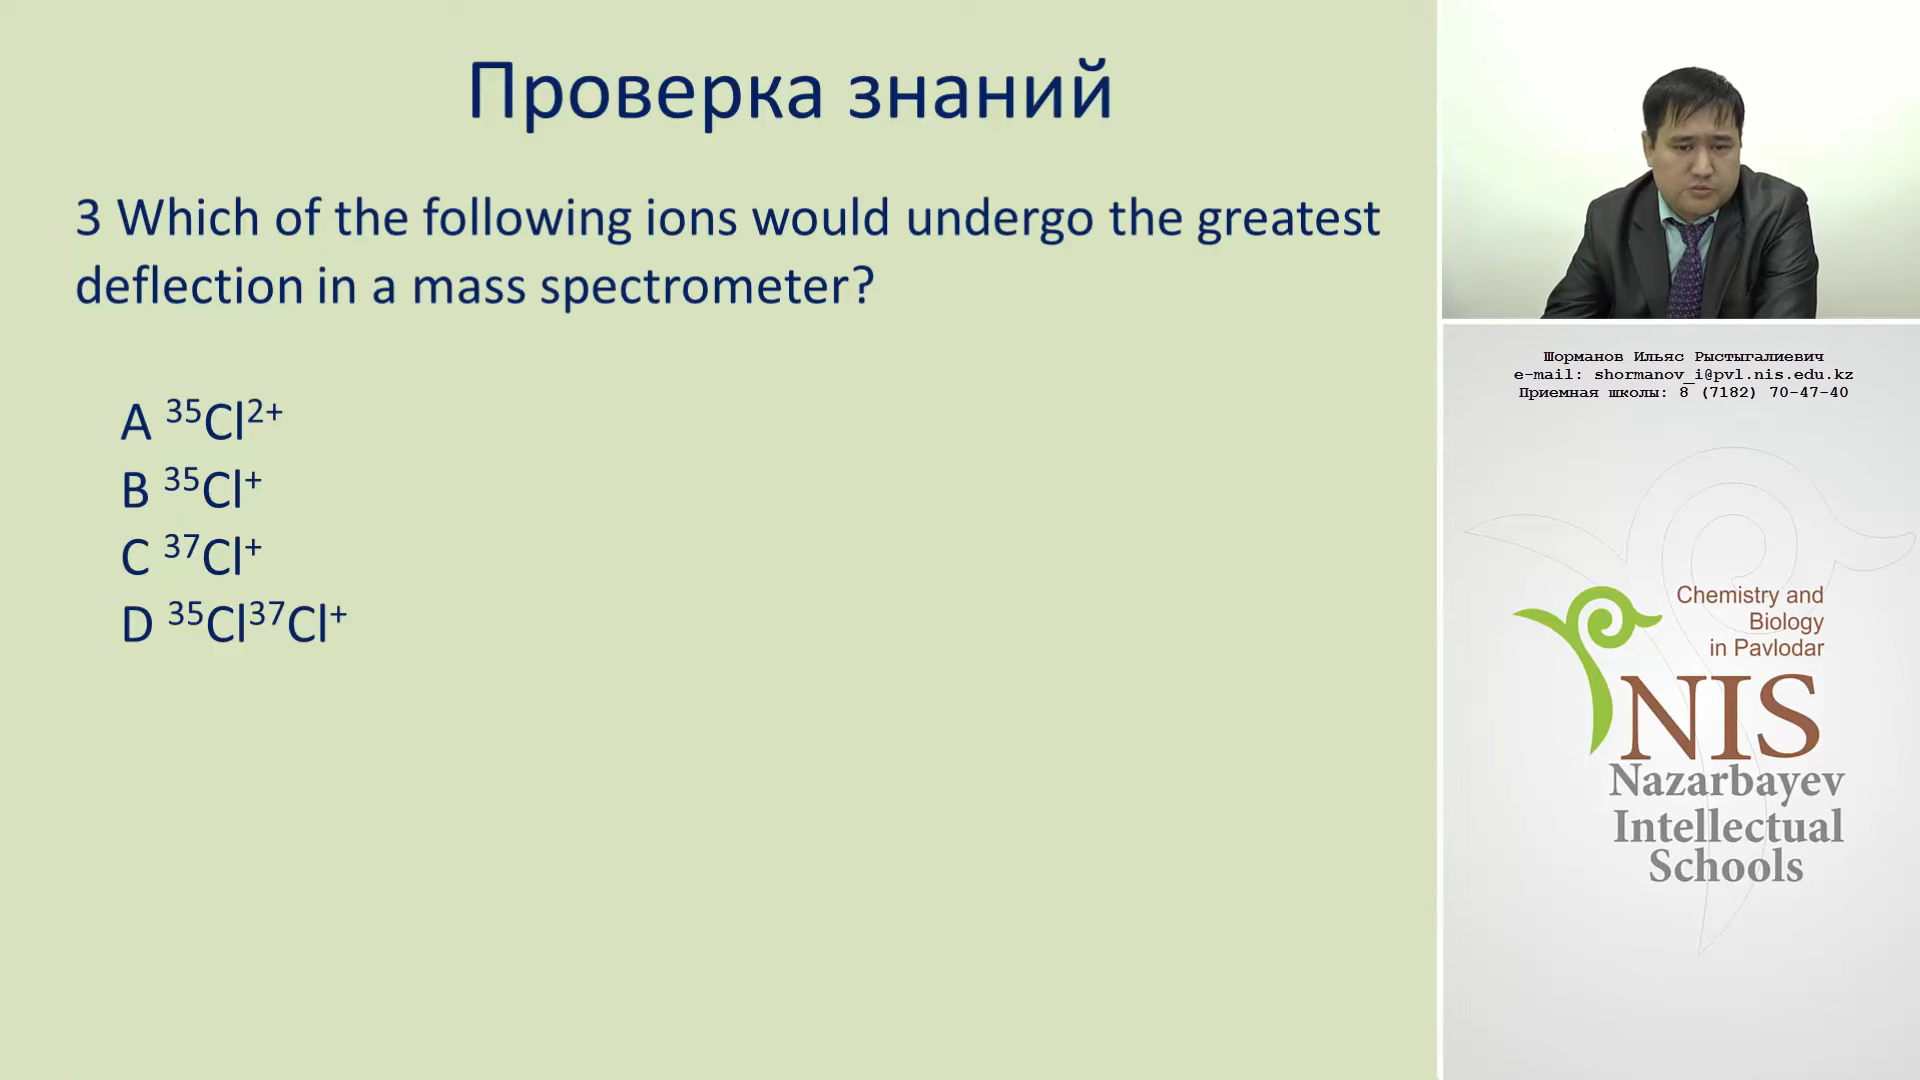 Проверка знаний
3 Which of the following ions would undergo the greatest
deflection in a mass spectrometer?
A ³⁵Cl²⁺
B ³⁵Cl⁺
C ³⁷Cl⁺
D ³⁵Cl³⁷Cl⁺
Шорманов Ильяс Рыстыгалиевич
e-mail: shormanov_i@pvl.nis.edu.kz
Приемная школы: 8 (7182) 70-47-40
Chemistry and
Biology
in Pavlodar
NIS
Nazarbayev
Intellectual
Schools